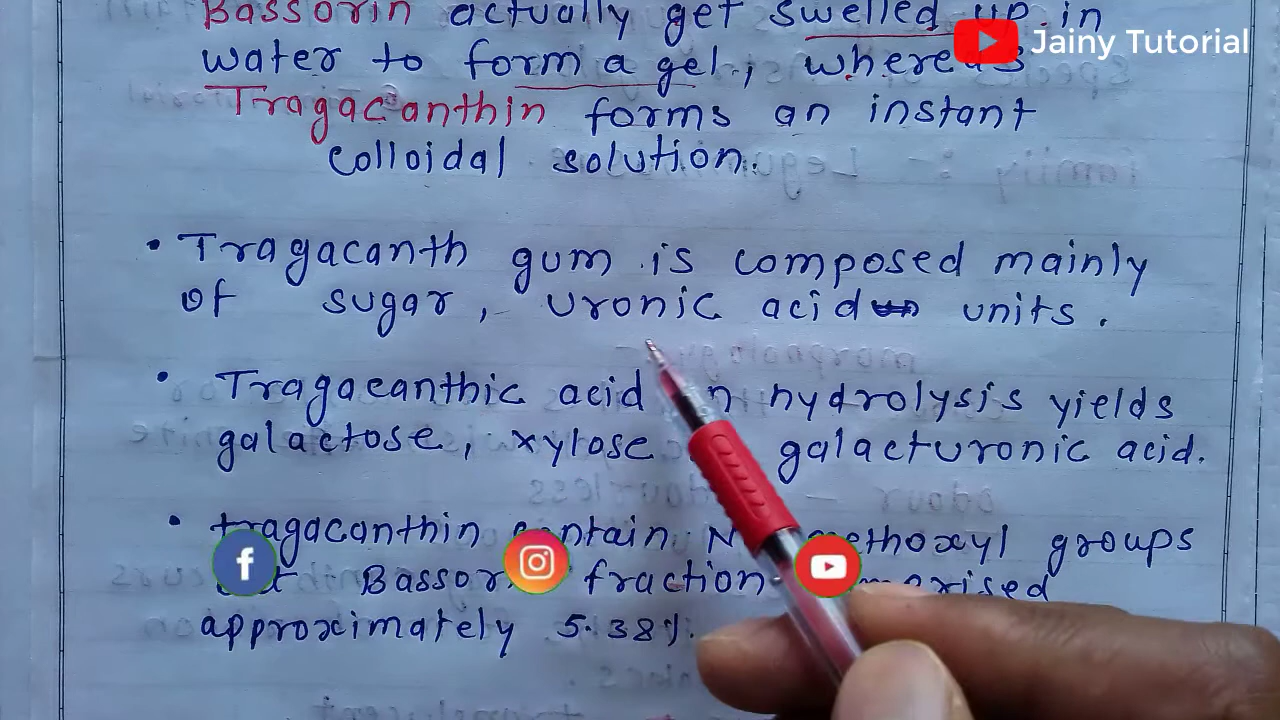 Bassorin actually get swelled up in
Jainy Tutorial
water to form a gel, whereas
Tragacanthin forms an instant
colloidal solution.
• Tragacanth gum is composed mainly
of sugar, uronic acid units.
• Tragacanthic acid n hydrolysis yields
galactose, xylose galacturonic acid.
• tragacanthin contain methoxyl groups
Bassor fraction
approximately 5.38%.